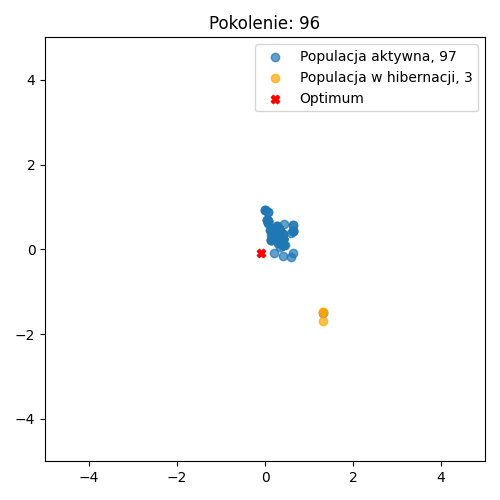 Pokolenie: 96
Populacja aktywna, 97
Populacja w hibernacji, 3
Optimum
4
2
0
−2
−4
−4
−2
0
2
4